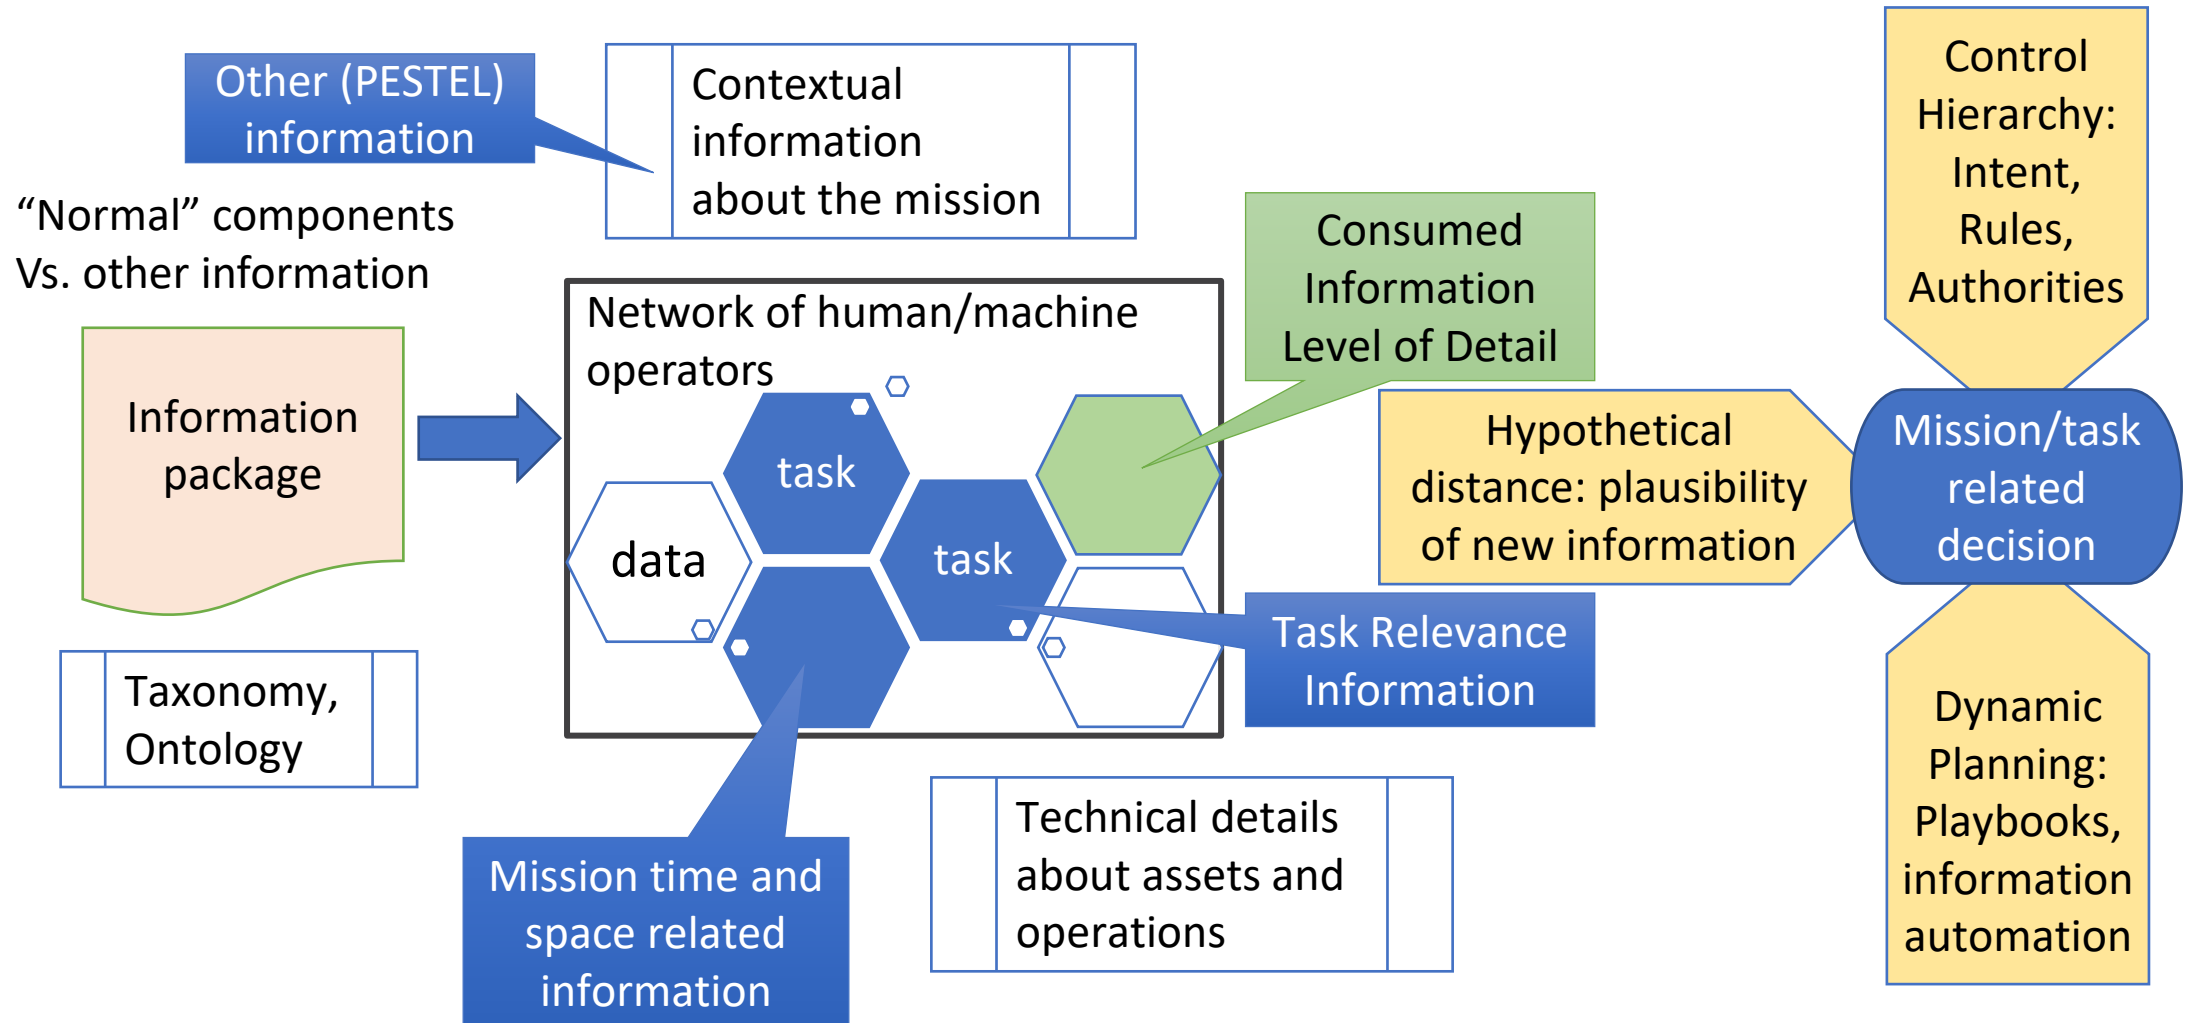 Other (PESTEL)
information
Contextual
information
about the mission
Control
Hierarchy:
Intent,
Rules,
Authorities
“Normal” components
Vs. other information
Consumed
Information
Level of Detail
Network of human/machine
operators
Information
package
task
data
task
Hypothetical
distance: plausibility
of new information
Mission/task
related
decision
Task Relevance
Information
Taxonomy,
Ontology
Mission time and
space related
information
Technical details
about assets and
operations
Dynamic
Planning:
Playbooks,
information
automation